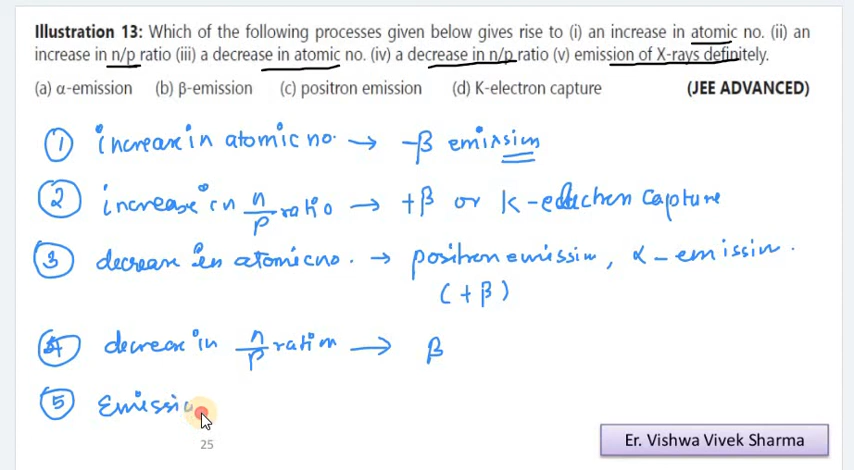 Illustration 13: Which of the following processes given below gives rise to (i) an increase in atomic no. (ii) an
increase in n/p ratio (iii) a decrease in atomic no. (iv) a decrease in n/p ratio (v) emission of X-rays definitely.
(a) α-emission (b) β-emission (c) positron emission (d) K-electron capture (JEE ADVANCED)
① increase in atomic no. → -β emission
② increase in n/p ratio → +β or K-electron capture
③ decrease in atomic no. → positron emission, α-emission.
(+β)
④ decrease in n/p ratio → β
⑤ Emissio
25
Er. Vishwa Vivek Sharma